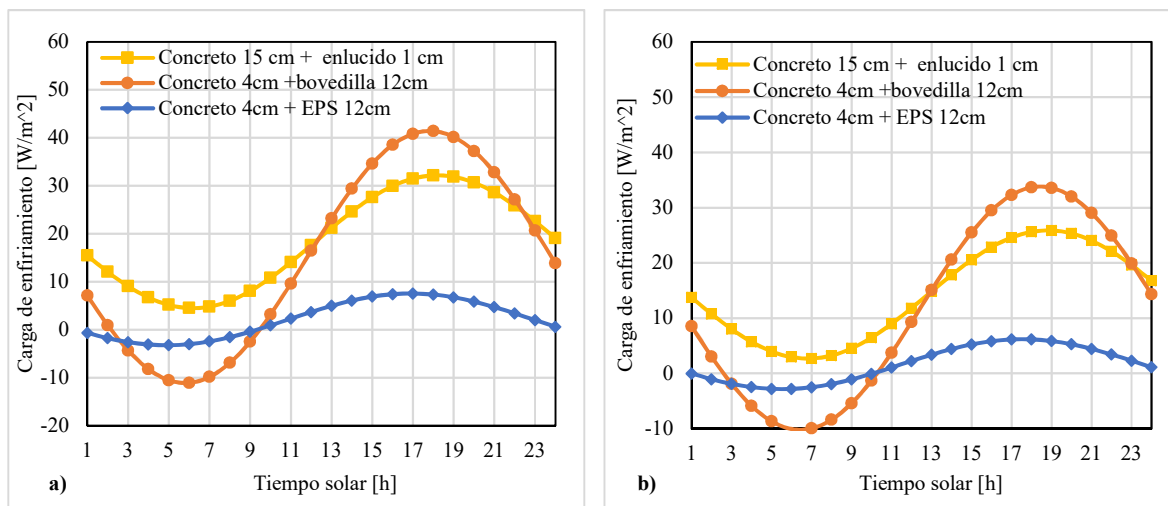 60
50
40
30
20
10
0
-10
-20
Carga de enfiriamiento [W/m^2]
Concreto 15 cm + enlucido 1 cm
Concreto 4cm +bovedilla 12cm
Concreto 4cm + EPS 12cm
1 3 5 7 9 11 13 15 17 19 21 23
a) Tiempo solar [h]
60
50
40
30
20
10
0
-10
Carga de enfriamiento [W/m^2]
Concreto 15 cm + enlucido 1 cm
Concreto 4cm +bovedilla 12cm
Concreto 4cm + EPS 12cm
1 3 5 7 9 11 13 15 17 19 21 23
b) Tiempo solar [h]